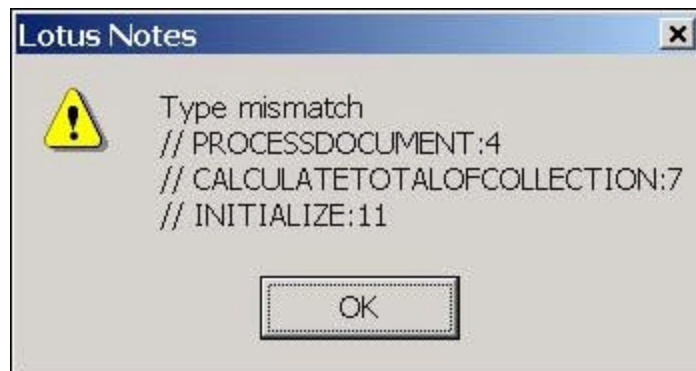 Lotus Notes
Type mismatch
// PROCESSDOCUMENT:4
// CALCULATETOTALOFCOLLECTION:7
// INITIALIZE:11
OK